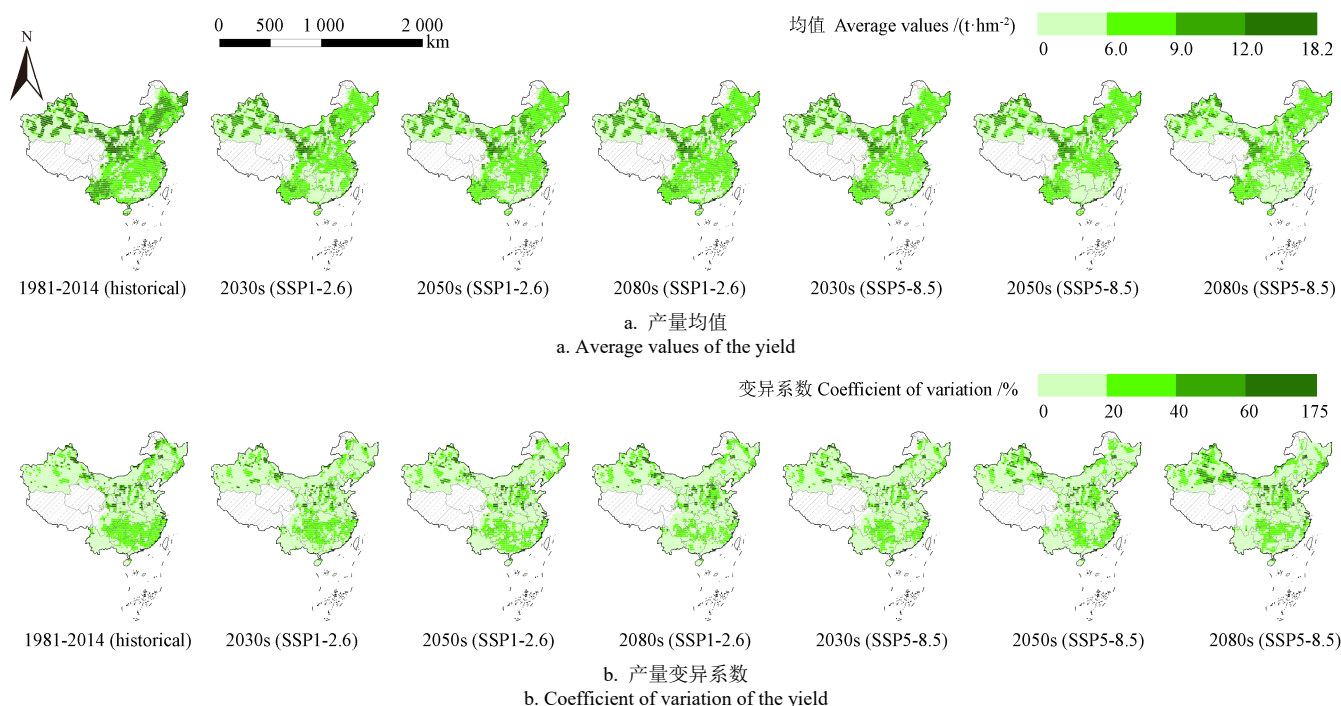 0 500 1 000 2 000
km
N
均值 Average values /(t·hm⁻²)
0 6.0 9.0 12.0 18.2
1981-2014 (historical) 2030s (SSP1-2.6) 2050s (SSP1-2.6) 2080s (SSP1-2.6) 2030s (SSP5-8.5) 2050s (SSP5-8.5) 2080s (SSP5-8.5)
a. 产量均值
a. Average values of the yield
变异系数 Coefficient of variation /%
0 20 40 60 175
1981-2014 (historical) 2030s (SSP1-2.6) 2050s (SSP1-2.6) 2080s (SSP1-2.6) 2030s (SSP5-8.5) 2050s (SSP5-8.5) 2080s (SSP5-8.5)
b. 产量变异系数
b. Coefficient of variation of the yield